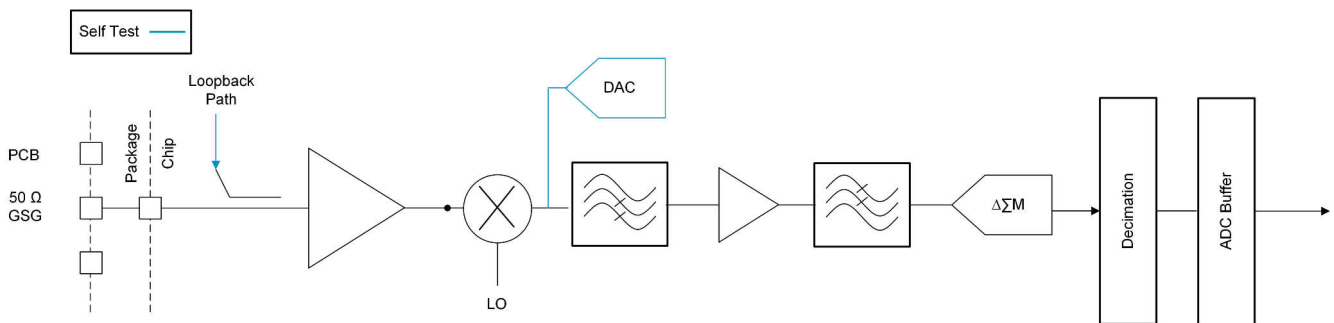 Self Test
Loopback
Path
DAC
PCB
Package
Chip
50 Ω
GSG
ΔΣM
Decimation
ADC Buffer
LO